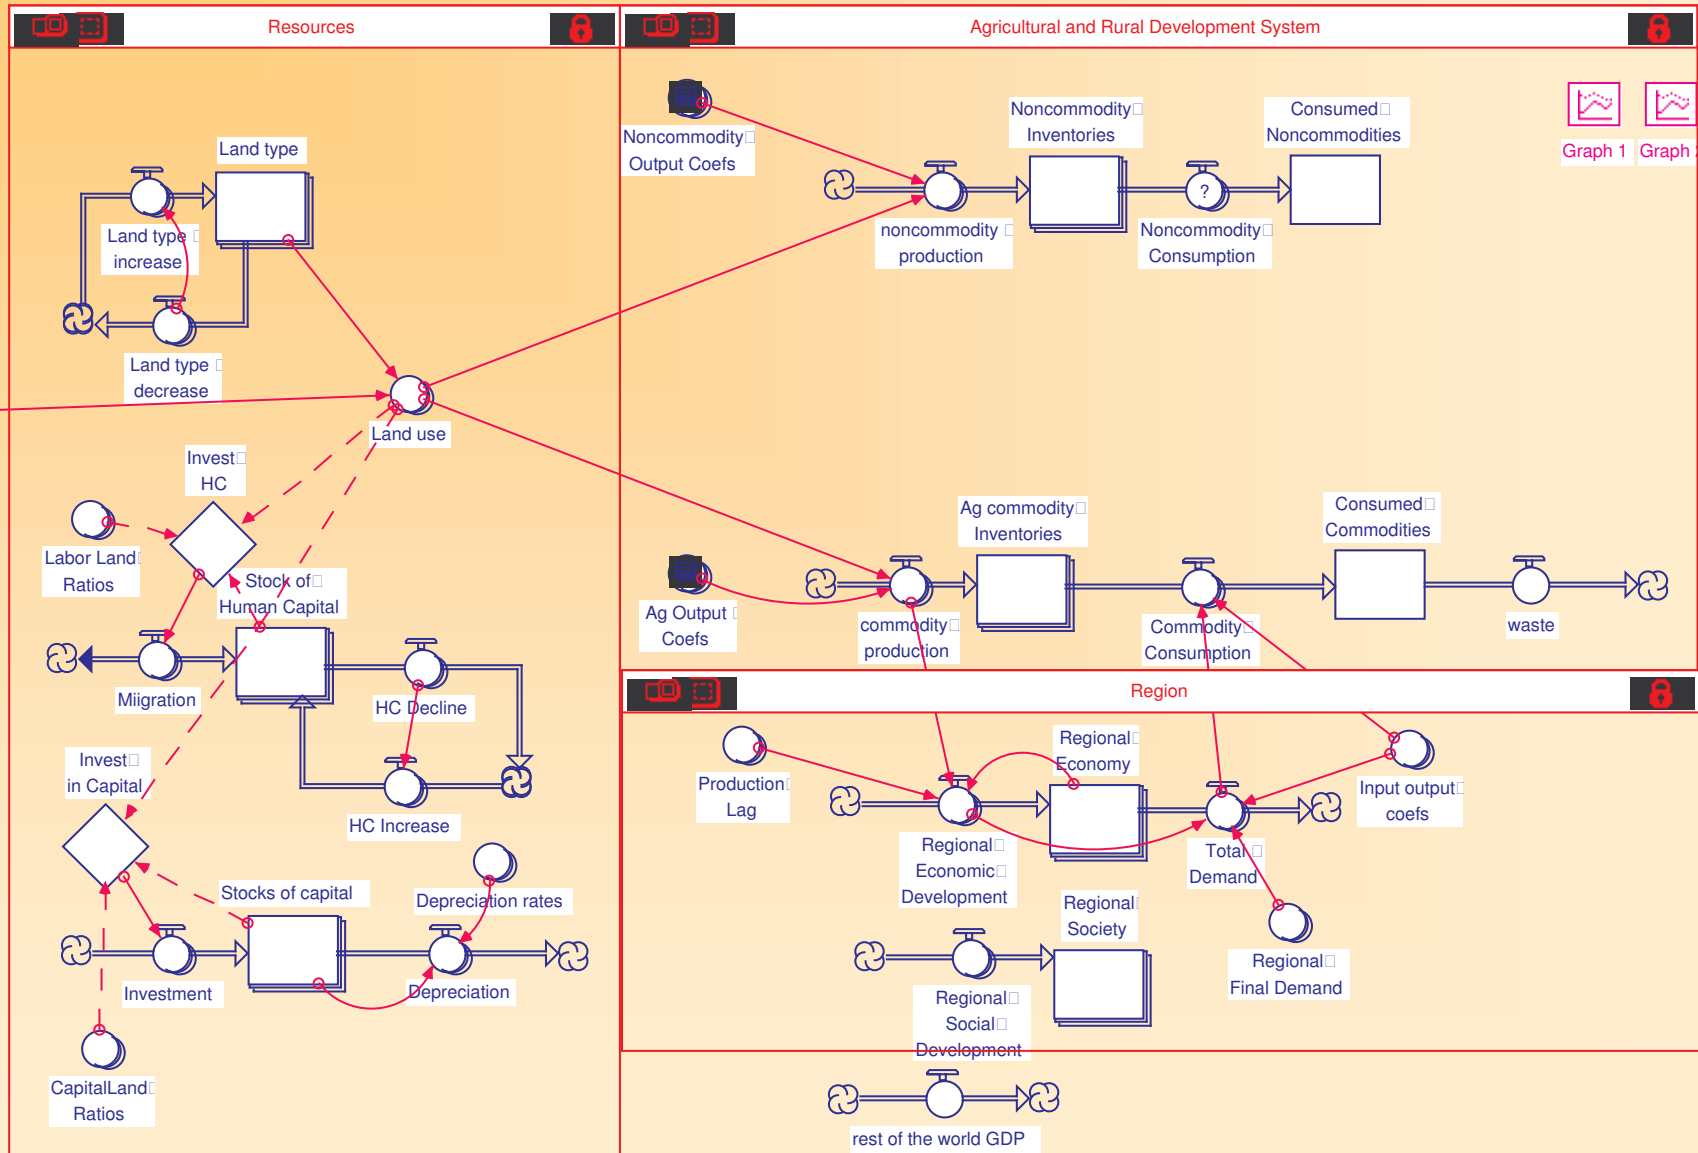 Resources
Agricultural and Rural Development System
Land type
Land type
increase
Land type
decrease
Land use
Invest
HC
Labor Land
Ratios
Stock of
Human Capital
Miigration
HC Decline
HC Increase
Invest
in Capital
Stocks of capital
Depreciation rates
Investment
Depreciation
CapitalLand
Ratios
Noncommodity
Output Coefs
noncommodity
production
Noncommodity
Inventories
?
Noncommodity
Consumption
Consumed
Noncommodities
Graph 1
Graph
Ag Output
Coefs
commodity
production
Ag commodity
Inventories
Commodity
Consumption
Consumed
Commodities
waste
Region
Production
Lag
Regional
Economic
Development
Regional
Economy
Total
Demand
Input output
coefs
Regional
Final Demand
Regional
Society
Regional
Social
Development
rest of the world GDP